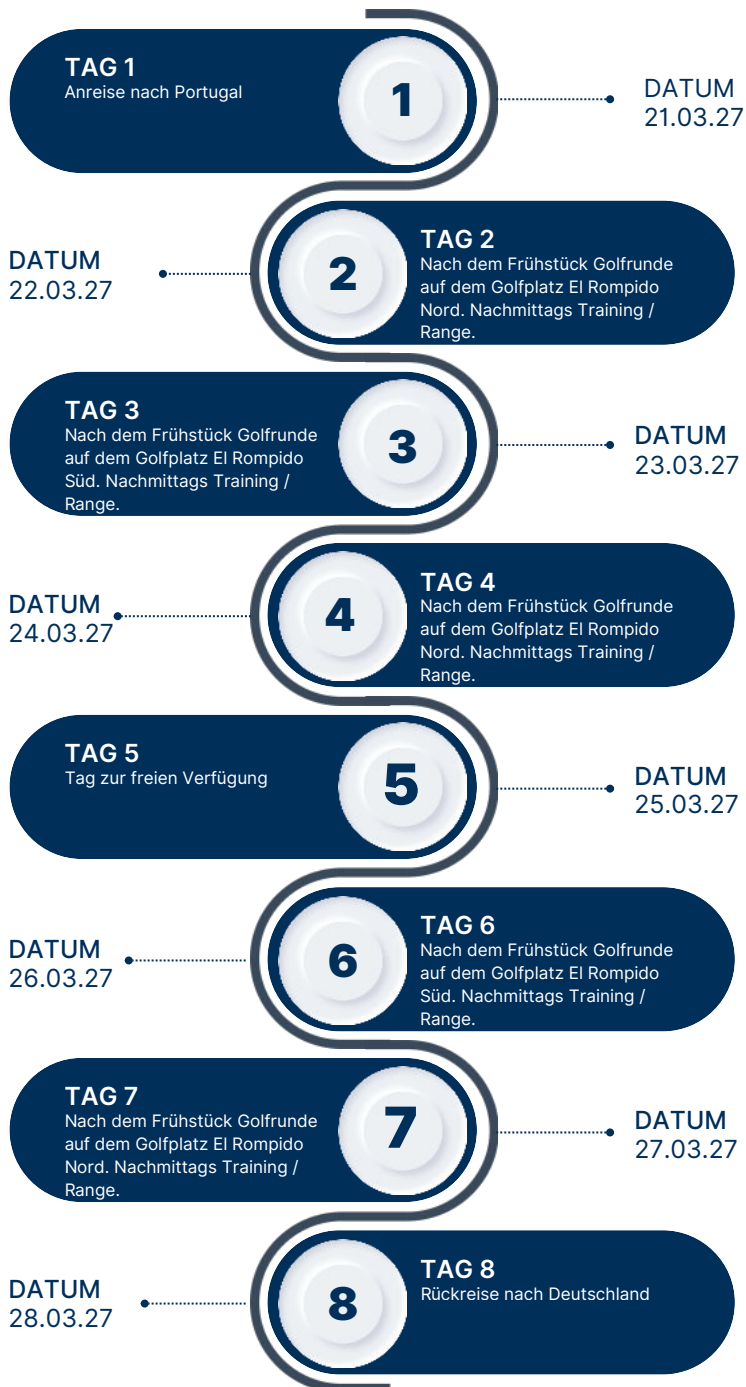 TAG 1
Anreise nach Portugal
1
DATUM
21.03.27
DATUM
22.03.27
2
TAG 2
Nach dem Frühstück Golfrunde
auf dem Golfplatz El Rompido
Nord. Nachmittags Training /
Range.
TAG 3
Nach dem Frühstück Golfrunde
auf dem Golfplatz El Rompido
Süd. Nachmittags Training /
Range.
3
DATUM
23.03.27
DATUM
24.03.27
4
TAG 4
Nach dem Frühstück Golfrunde
auf dem Golfplatz El Rompido
Nord. Nachmittags Training /
Range.
TAG 5
Tag zur freien Verfügung
5
DATUM
25.03.27
DATUM
26.03.27
6
TAG 6
Nach dem Frühstück Golfrunde
auf dem Golfplatz El Rompido
Süd. Nachmittags Training /
Range.
TAG 7
Nach dem Frühstück Golfrunde
auf dem Golfplatz El Rompido
Nord. Nachmittags Training /
Range.
7
DATUM
27.03.27
DATUM
28.03.27
8
TAG 8
Rückreise nach Deutschland